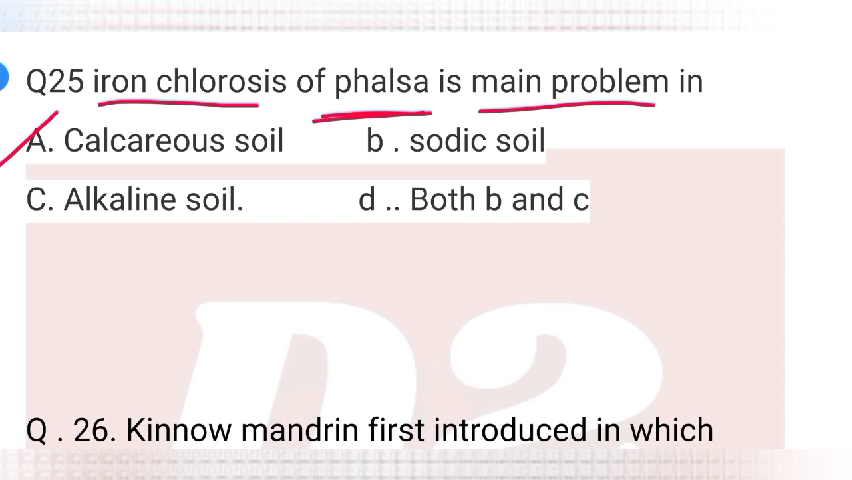 Q25 iron chlorosis of phalsa is main problem in
A. Calcareous soil b . sodic soil
C. Alkaline soil. d .. Both b and c
Q . 26. Kinnow mandrin first introduced in which